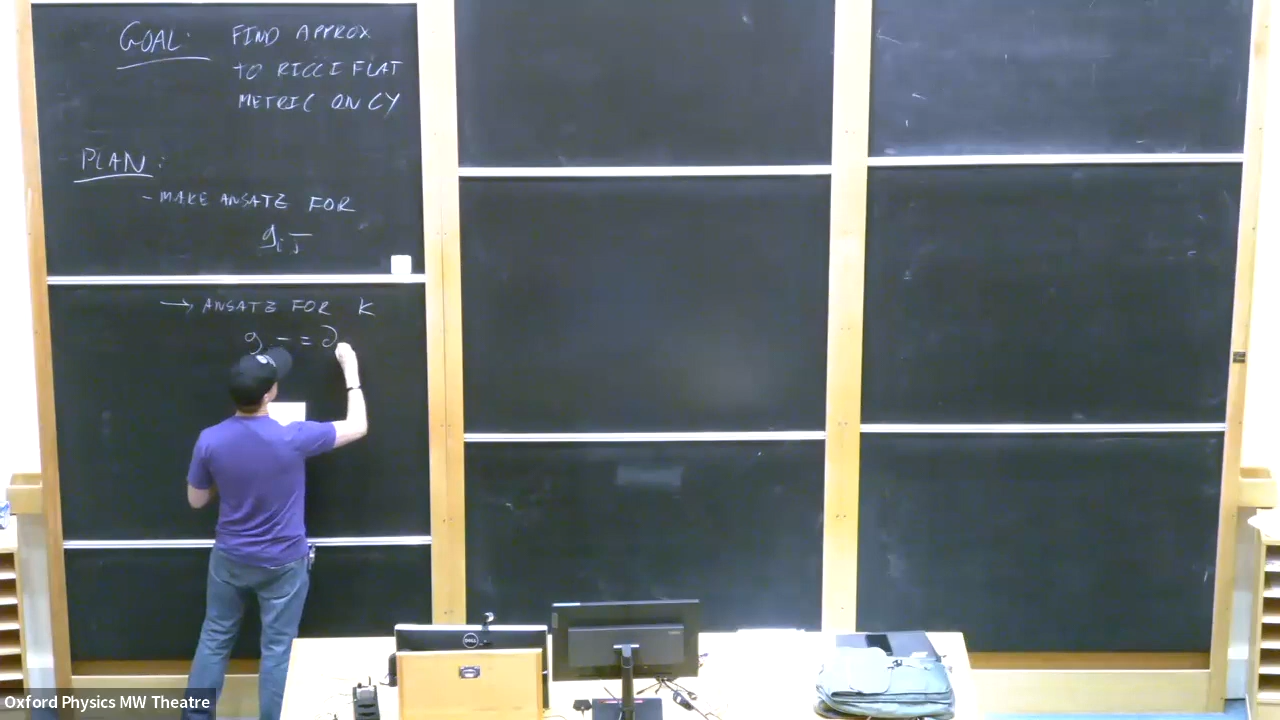 GOAL: FIND APPROX
TO RICCI FLAT
METRIC ON CY
PLAN:
- MAKE ANSATZ FOR
g_{i\bar{j}}
→ ANSATZ FOR K
g = ∂
DELL
Oxford Physics MW Theatre